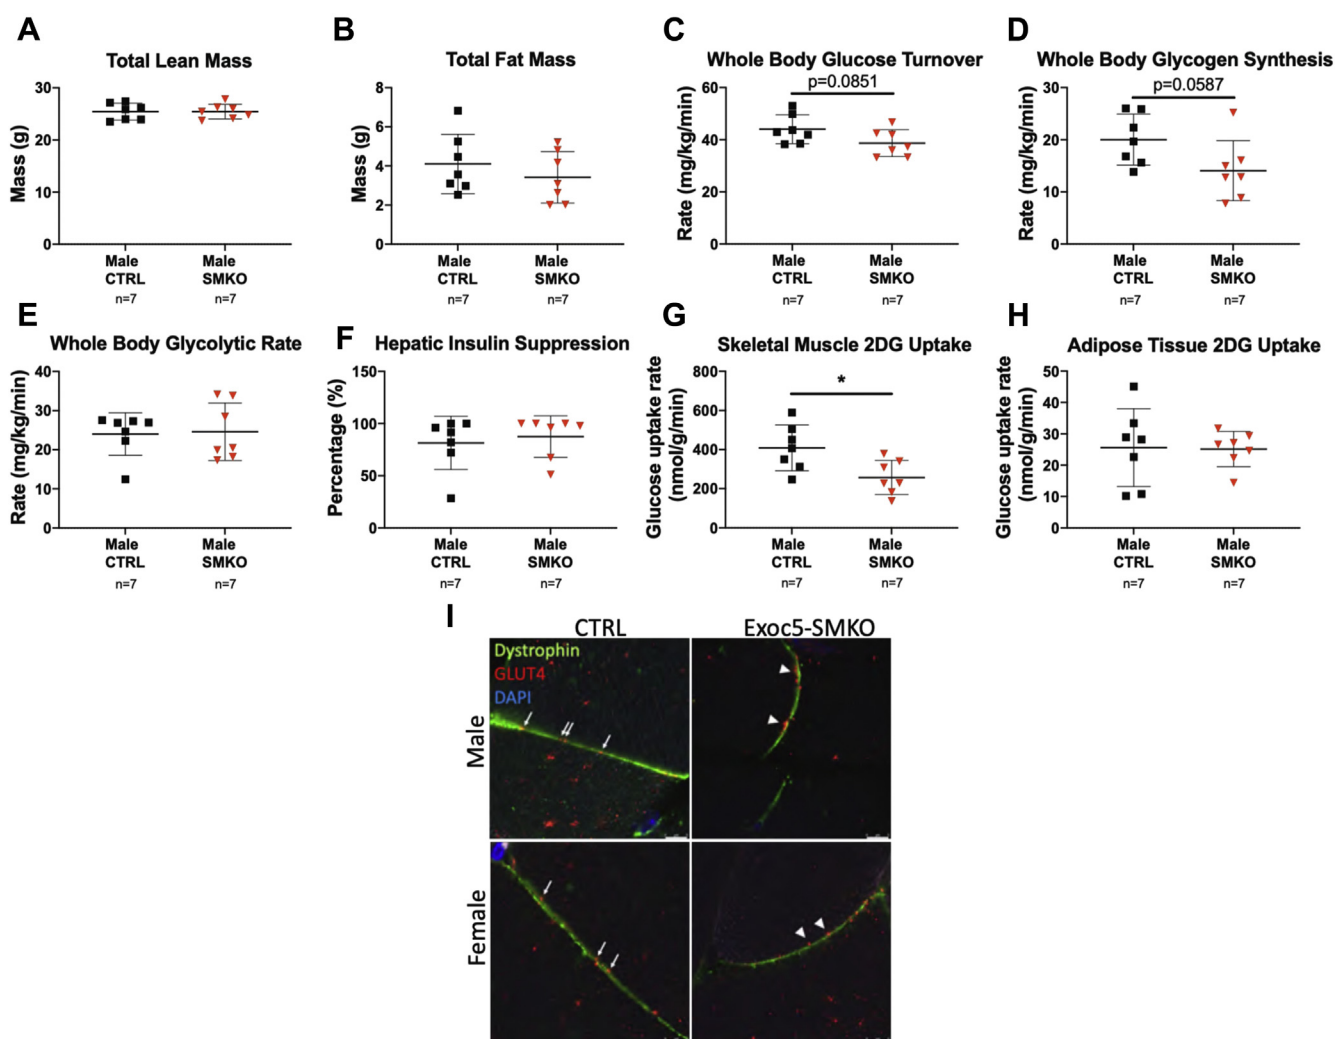 A
Total Lean Mass
Mass (g)
30
20
10
0
Male CTRL
n=7
Male SMKO
n=7
B
Total Fat Mass
Mass (g)
8
6
4
2
0
Male CTRL
n=7
Male SMKO
n=7
C
Whole Body Glucose Turnover
p=0.0851
Rate (mg/kg/min)
60
40
20
0
Male CTRL
n=7
Male SMKO
n=7
D
Whole Body Glycogen Synthesis
p=0.0587
Rate (mg/kg/min)
30
20
10
0
Male CTRL
n=7
Male SMKO
n=7
E
Whole Body Glycolytic Rate
Rate (mg/kg/min)
40
30
20
10
0
Male CTRL
n=7
Male SMKO
n=7
F
Hepatic Insulin Suppression
Percentage (%)
150
100
50
0
Male CTRL
n=7
Male SMKO
n=7
G
Skeletal Muscle 2DG Uptake
*
Glucose uptake rate
(nmol/g/min)
800
600
400
200
0
Male CTRL
n=7
Male SMKO
n=7
H
Adipose Tissue 2DG Uptake
Glucose uptake rate
(nmol/g/min)
50
40
30
20
10
0
Male CTRL
n=7
Male SMKO
n=7
I
CTRL
Exoc5-SMKO
Dystrophin
GLUT4
DAPI
Male
Female